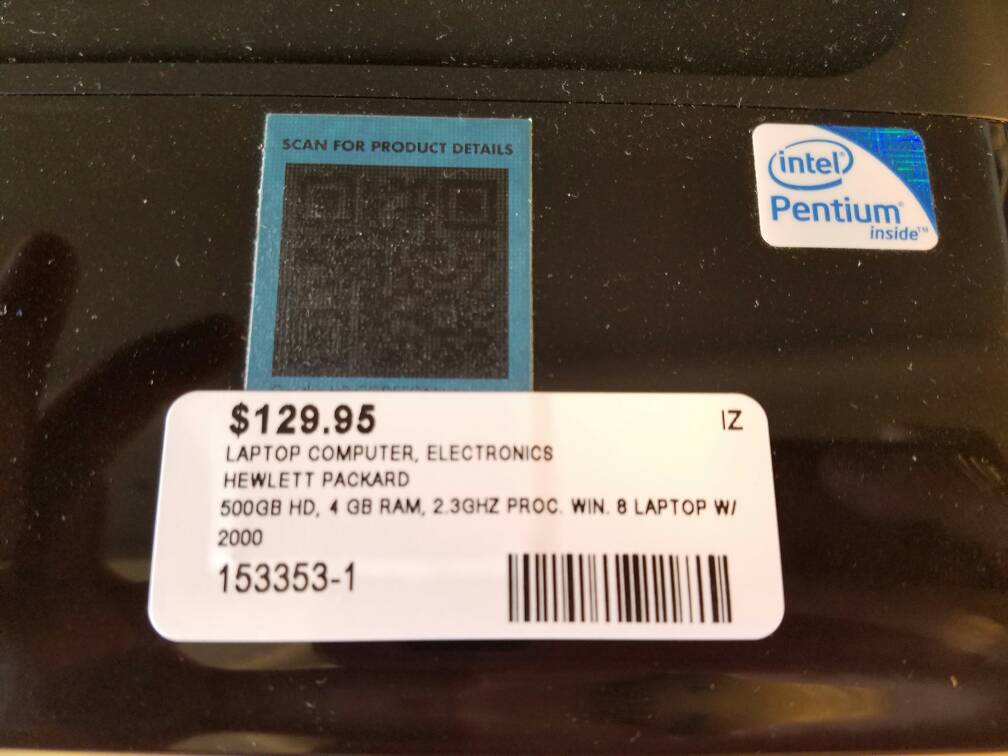 SCAN FOR PRODUCT DETAILS
intel®
Pentium®
inside™
$129.95
IZ
LAPTOP COMPUTER, ELECTRONICS
HEWLETT PACKARD
500GB HD, 4 GB RAM, 2.3GHZ PROC. WIN. 8 LAPTOP W/
2000
153353-1